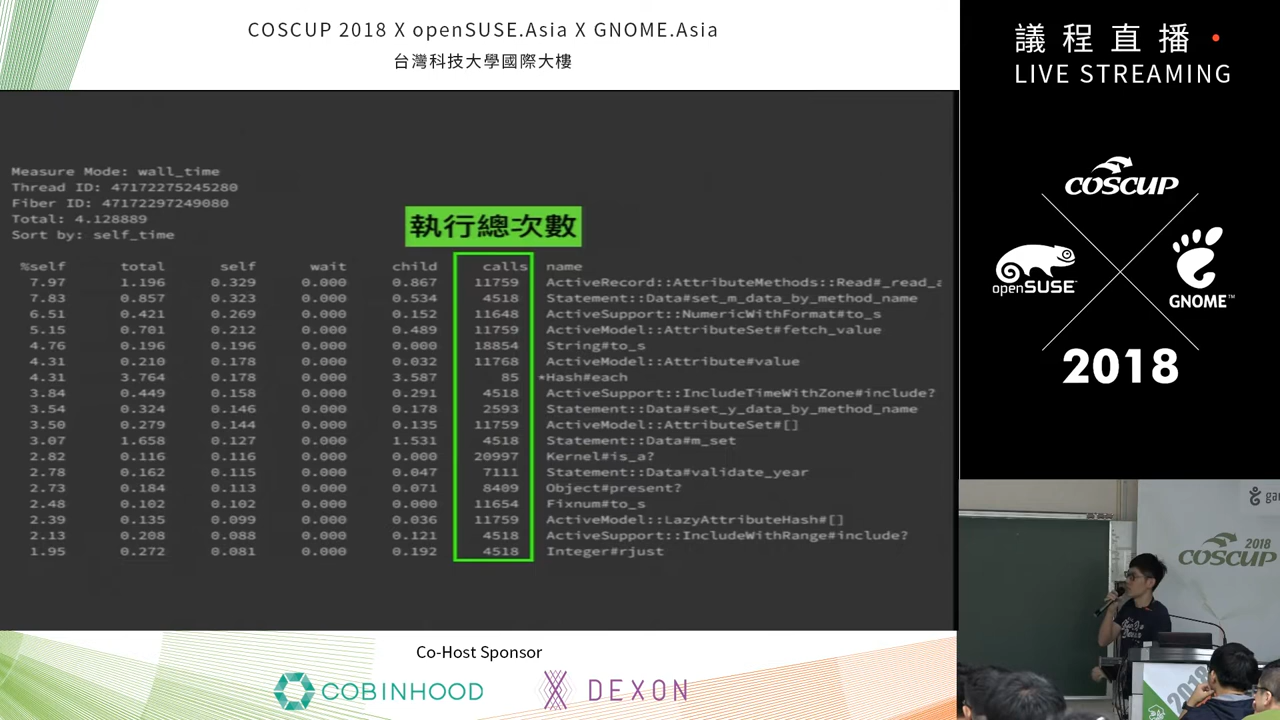 COSCUP 2018 X openSUSE.Asia X GNOME.Asia
台灣科技大學國際大樓
議程直播
LIVE STREAMING
COSCUP
openSUSE
GNOME™
2018
Measure Mode: wall_time
Thread ID: 47172275245280
Fiber ID: 47172297249080
Total: 4.128889
Sort by: self_time
執行總次數
%self total self wait child calls name
7.97 1.196 0.329 0.000 0.867 11759 ActiveRecord::AttributeMethods::Read#_read_a
7.83 0.857 0.323 0.000 0.534 4518 Statement::Data#set_m_data_by_method_name
6.51 0.421 0.269 0.000 0.152 11648 ActiveSupport::NumericWithFormat#to_s
5.15 0.701 0.212 0.000 0.489 11759 ActiveModel::AttributeSet#fetch_value
4.76 0.196 0.196 0.000 0.000 18854 String#to_s
4.31 0.210 0.178 0.000 0.032 11768 ActiveModel::Attribute#value
4.31 3.764 0.178 0.000 3.587 85 *Hash#each
3.84 0.449 0.158 0.000 0.291 4518 ActiveSupport::IncludeTimeWithZone#include?
3.54 0.324 0.146 0.000 0.178 2593 Statement::Data#set_y_data_by_method_name
3.50 0.279 0.144 0.000 0.135 11759 ActiveModel::AttributeSet#[]
3.07 1.658 0.127 0.000 1.531 4518 Statement::Data#m_set
2.82 0.116 0.116 0.000 0.000 20997 Kernel#is_a?
2.78 0.162 0.115 0.000 0.047 7111 Statement::Data#validate_year
2.73 0.184 0.113 0.000 0.071 8409 Object#present?
2.48 0.102 0.102 0.000 0.000 11654 Fixnum#to_s
2.39 0.135 0.099 0.000 0.036 11759 ActiveModel::LazyAttributeHash#[]
2.13 0.208 0.088 0.000 0.121 4518 ActiveSupport::IncludeWithRange#include?
1.95 0.272 0.081 0.000 0.192 4518 Integer#rjust
2018
COSCUP
2018
Co-Host Sponsor
COBINHOOD
DEXON